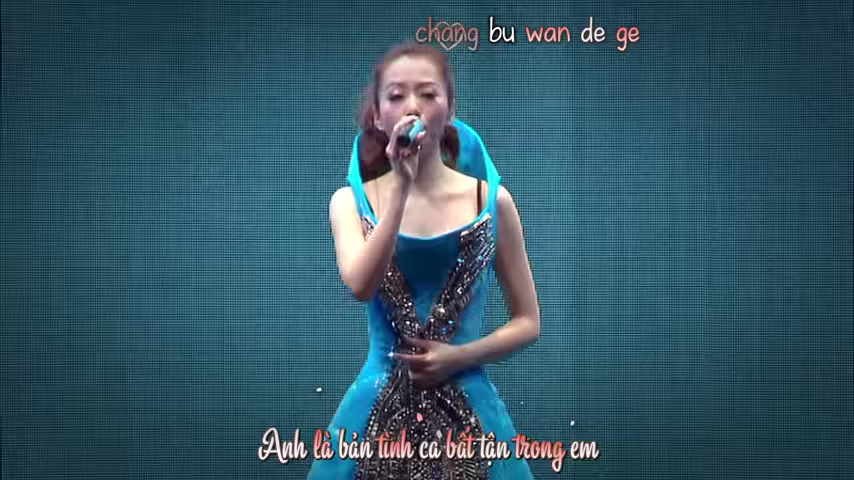 chang bu wan de ge
Anh là bản tình ca bất tận trong em